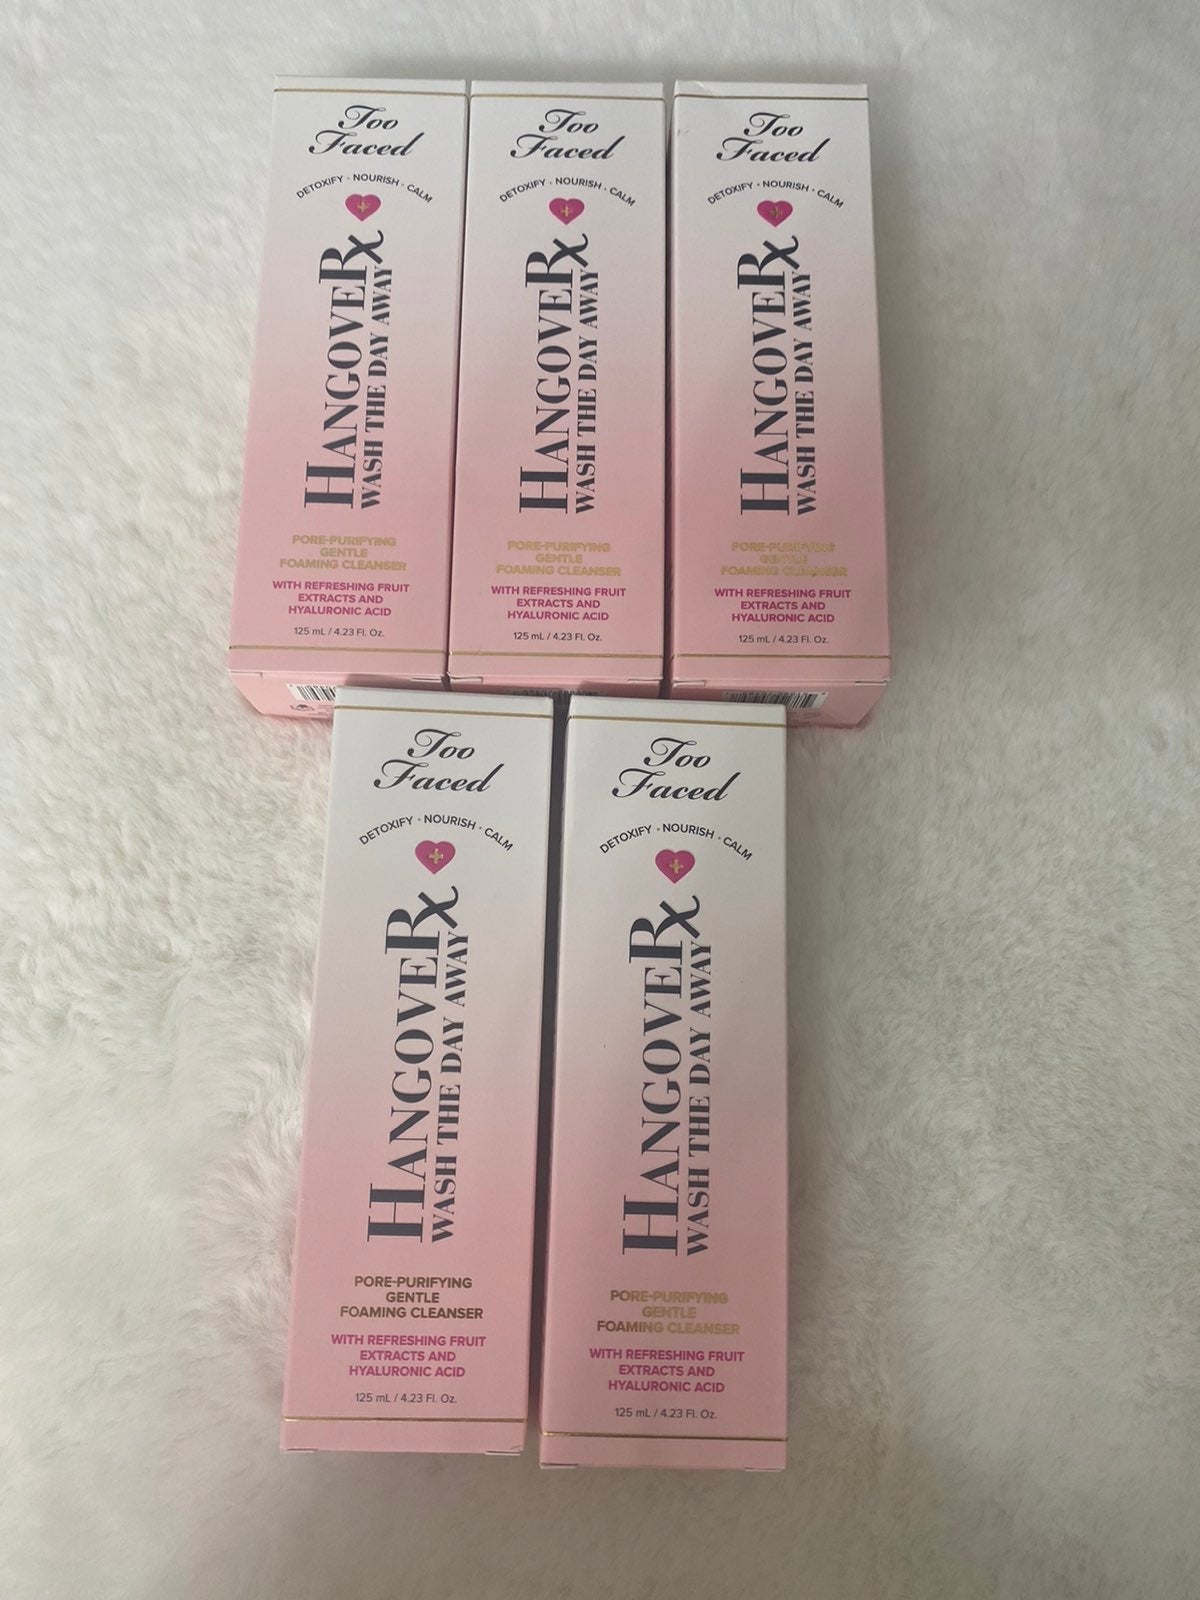 Too
Faced
DETOXIFY · NOURISH · CALM
HANGOVERx
WASH THE DAY AWAY
PORE-PURIFYING
GENTLE
FOAMING CLEANSER
WITH REFRESHING FRUIT
EXTRACTS AND
HYALURONIC ACID
125 mL / 4.23 Fl. Oz.
Too
Faced
DETOXIFY · NOURISH · CALM
HANGOVERx
WASH THE DAY AWAY
PORE-PURIFYING
GENTLE
FOAMING CLEANSER
WITH REFRESHING FRUIT
EXTRACTS AND
HYALURONIC ACID
125 mL / 4.23 Fl. Oz.
Too
Faced
DETOXIFY · NOURISH · CALM
HANGOVERx
WASH THE DAY AWAY
PORE-PURIFYING
GENTLE
FOAMING CLEANSER
WITH REFRESHING FRUIT
EXTRACTS AND
HYALURONIC ACID
125 mL / 4.23 Fl. Oz.
Too
Faced
DETOXIFY · NOURISH · CALM
HANGOVERx
WASH THE DAY AWAY
PORE-PURIFYING
GENTLE
FOAMING CLEANSER
WITH REFRESHING FRUIT
EXTRACTS AND
HYALURONIC ACID
125 mL / 4.23 Fl. Oz.
Too
Faced
DETOXIFY · NOURISH · CALM
HANGOVERx
WASH THE DAY AWAY
PORE-PURIFYING
GENTLE
FOAMING CLEANSER
WITH REFRESHING FRUIT
EXTRACTS AND
HYALURONIC ACID
125 mL / 4.23 Fl. Oz.